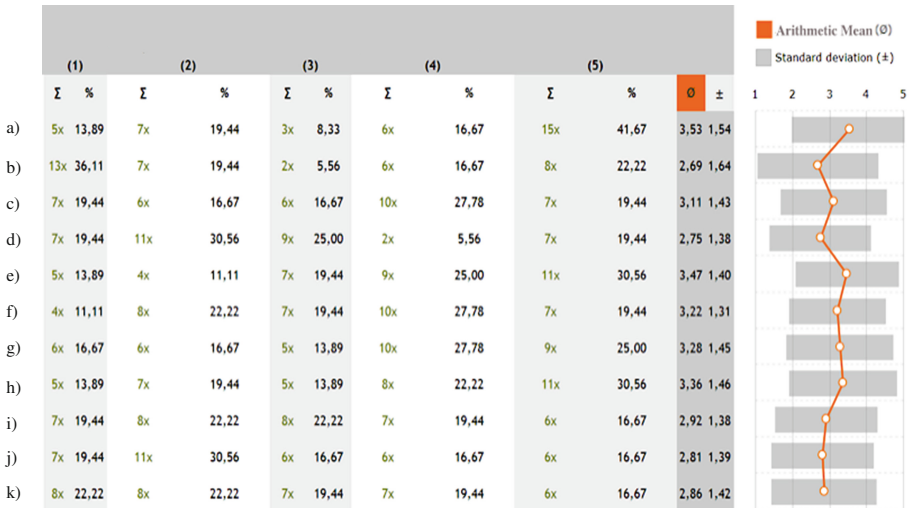 Arithmetic Mean (Ø)
Standard deviation (±)
(1) (2) (3) (4) (5)
Σ % Σ % Σ % Σ % Σ % Ø ± 1 2 3 4 5
a) 5x 13,89 7x 19,44 3x 8,33 6x 16,67 15x 41,67 3,53 1,54
b) 13x 36,11 7x 19,44 2x 5,56 6x 16,67 8x 22,22 2,69 1,64
c) 7x 19,44 6x 16,67 6x 16,67 10x 27,78 7x 19,44 3,11 1,43
d) 7x 19,44 11x 30,56 9x 25,00 2x 5,56 7x 19,44 2,75 1,38
e) 5x 13,89 4x 11,11 7x 19,44 9x 25,00 11x 30,56 3,47 1,40
f) 4x 11,11 8x 22,22 7x 19,44 10x 27,78 7x 19,44 3,22 1,31
g) 6x 16,67 6x 16,67 5x 13,89 10x 27,78 9x 25,00 3,28 1,45
h) 5x 13,89 7x 19,44 5x 13,89 8x 22,22 11x 30,56 3,36 1,46
i) 7x 19,44 8x 22,22 8x 22,22 7x 19,44 6x 16,67 2,92 1,38
j) 7x 19,44 11x 30,56 6x 16,67 6x 16,67 6x 16,67 2,81 1,39
k) 8x 22,22 8x 22,22 7x 19,44 7x 19,44 6x 16,67 2,86 1,42